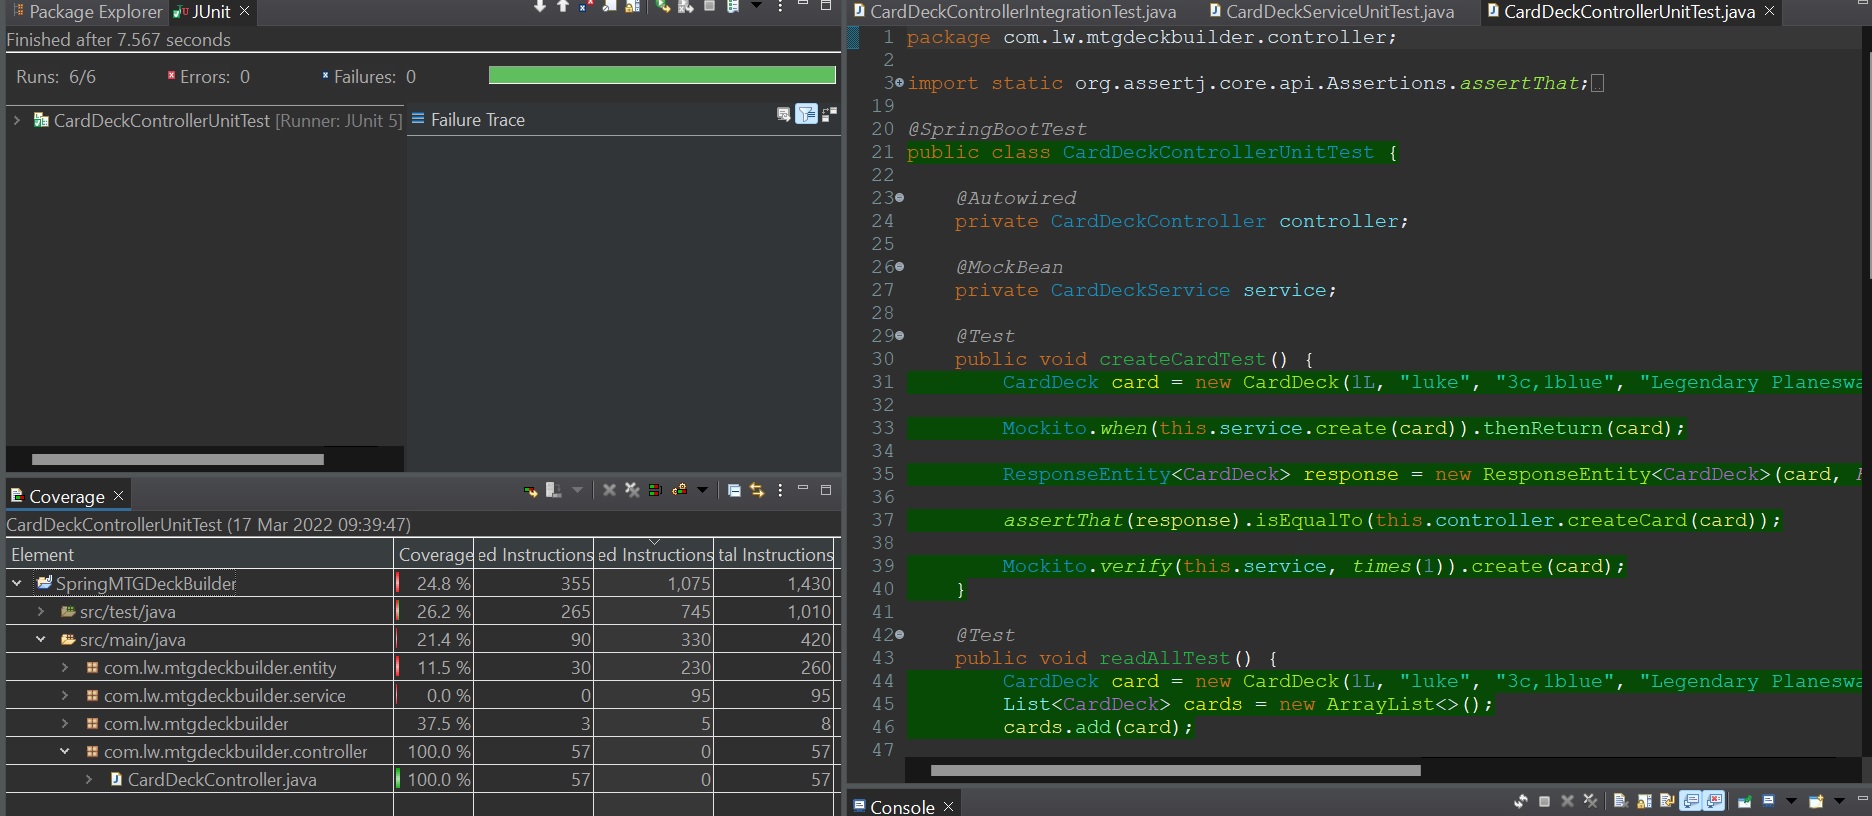 Package Explorer
JUnit
Finished after 7.567 seconds
Runs: 6/6
Errors: 0
Failures: 0
CardDeckControllerUnitTest [Runner: JUnit 5]
Failure Trace
Coverage
CardDeckControllerUnitTest (17 Mar 2022 09:39:47)
Element Coverage ed Instructions ed Instructions tal Instructions
SpringMTGDeckBuilder 24.8 % 355 1,075 1,430
src/test/java 26.2 % 265 745 1,010
src/main/java 21.4 % 90 330 420
com.lw.mtgdeckbuilder.entity 11.5 % 30 230 260
com.lw.mtgdeckbuilder.service 0.0 % 0 95 95
com.lw.mtgdeckbuilder 37.5 % 3 5 8
com.lw.mtgdeckbuilder.controller 100.0 % 57 0 57
CardDeckController.java 100.0 % 57 0 57
CardDeckControllerIntegrationTest.java
CardDeckServiceUnitTest.java
CardDeckControllerUnitTest.java
1 package com.lw.mtgdeckbuilder.controller;
2
3 import static org.assertj.core.api.Assertions.assertThat;
19
20 @SpringBootTest
21 public class CardDeckControllerUnitTest {
22
23 @Autowired
24 private CardDeckController controller;
25
26 @MockBean
27 private CardDeckService service;
28
29 @Test
30 public void createCardTest() {
31 CardDeck card = new CardDeck(1L, "luke", "3c,1blue", "Legendary Planeswa
32
33 Mockito.when(this.service.create(card)).thenReturn(card);
34
35 ResponseEntity<CardDeck> response = new ResponseEntity<CardDeck>(card,
36
37 assertThat(response).isEqualTo(this.controller.createCard(card));
38
39 Mockito.verify(this.service, times(1)).create(card);
40 }
41
42 @Test
43 public void readAllTest() {
44 CardDeck card = new CardDeck(1L, "luke", "3c,1blue", "Legendary Planeswa
45 List<CardDeck> cards = new ArrayList<>();
46 cards.add(card);
47
Console